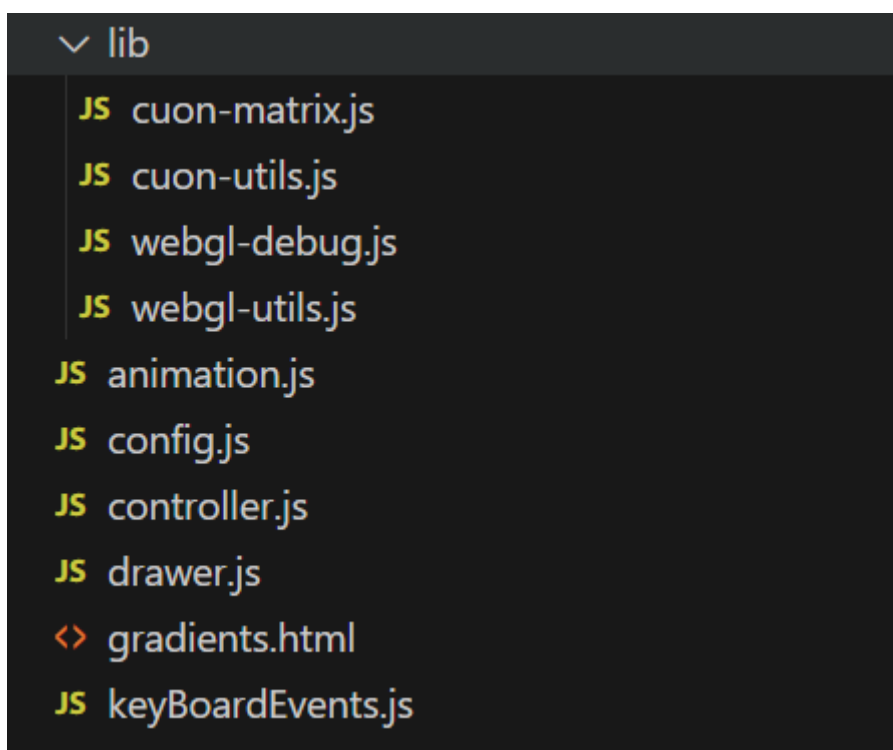 lib
JS cuon-matrix.js
JS cuon-utils.js
JS webgl-debug.js
JS webgl-utils.js
JS animation.js
JS config.js
JS controller.js
JS drawer.js
<> gradients.html
JS keyBoardEvents.js